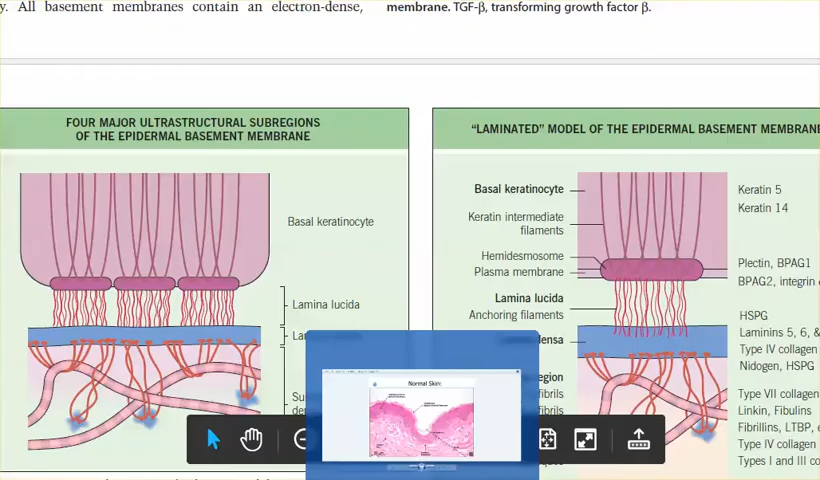 y. All basement membranes contain an electron-dense,
membrane. TGF-β, transforming growth factor β.
FOUR MAJOR ULTRASTRUCTURAL SUBREGIONS
OF THE EPIDERMAL BASEMENT MEMBRANE
Basal keratinocyte
Lamina lucida
"LAMINATED" MODEL OF THE EPIDERMAL BASEMENT MEMBRANE
Basal keratinocyte
Keratin intermediate
filaments
Hemidesmosome
Plasma membrane
Lamina lucida
Anchoring filaments
ensa
egion
fibrils
fibrils
Keratin 5
Keratin 14
Plectin, BPAG1
BPAG2, integrin
HSPG
Laminins 5, 6, &
Type IV collagen
Nidogen, HSPG
Type VII collagen
Linkin, Fibulins
Fibrillins, LTBP,
Type IV collagen
Types I and III co
Normal Skin: